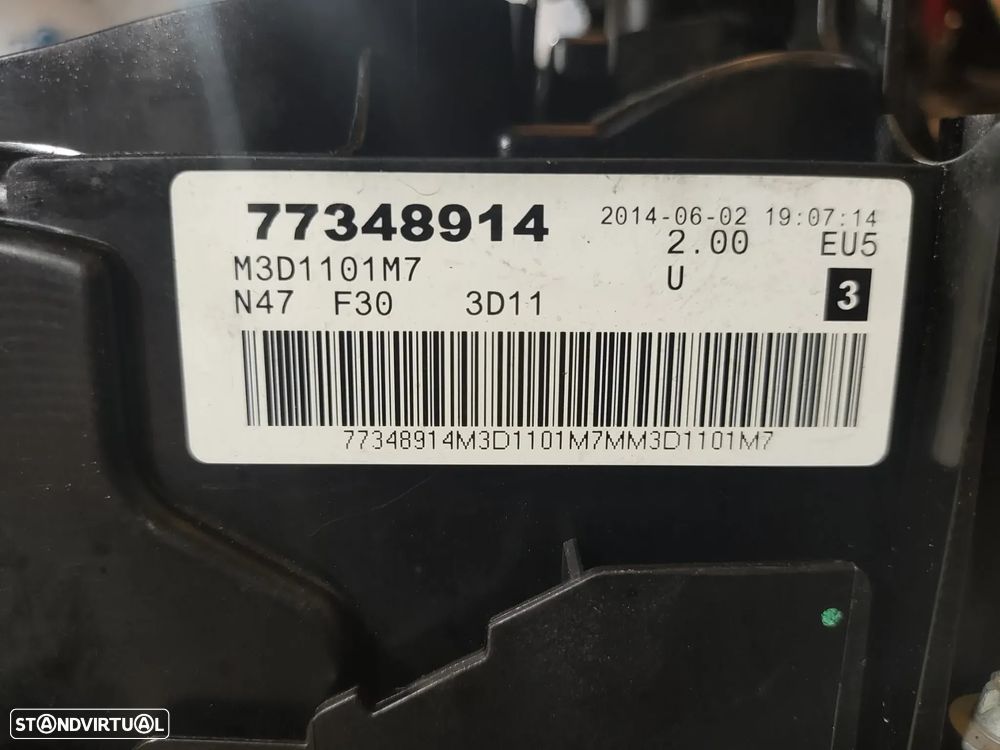 77348914 2014-06-02 19:07:14
2.00 EU5
M3D1101M7 U
N47 F30 3D11 3
77348914M3D1101M7MM3D1101M7
STANDVIRTUAL